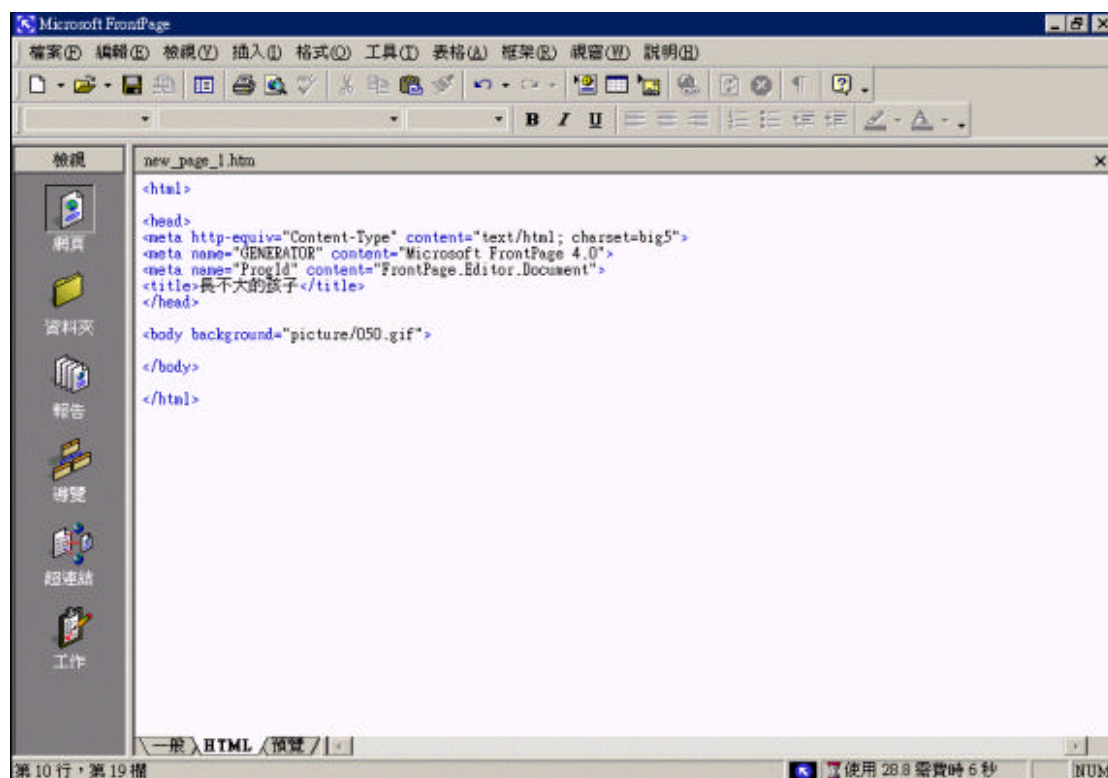 Microsoft FrontPage
檔案(F) 編輯(E) 檢視(V) 插入(I) 格式(O) 工具(T) 表格(A) 框架(R) 視窗(W) 說明(H)
B I U
檢視
new_page_1.htm
網頁
資料夾
報告
導覽
超連結
工作
<html>
<head>
<meta http-equiv="Content-Type" content="text/html; charset=big5">
<meta name="GENERATOR" content="Microsoft FrontPage 4.0">
<meta name="ProgId" content="FrontPage.Editor.Document">
<title>長不大的孩子</title>
</head>
<body background="picture/050.gif">
</body>
</html>
一般 HTML 預覽
第 10 行，第 19 欄
使用 28.8 需費時 6 秒
NUM